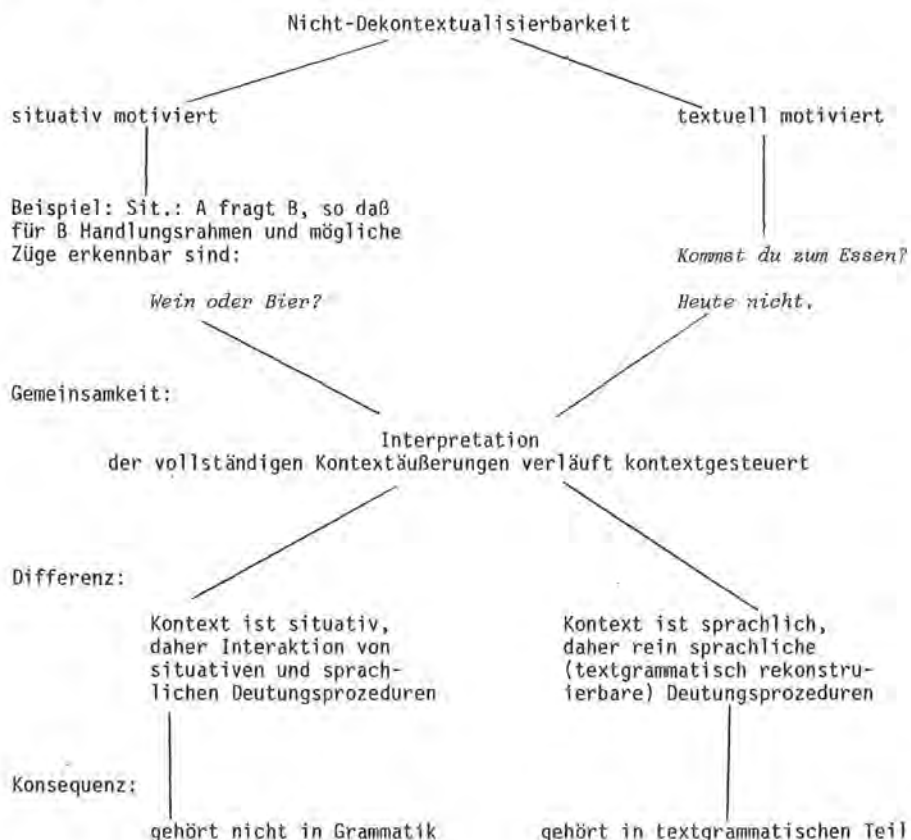 Nicht-Dekontextualisierbarkeit
situativ motiviert
textuell motiviert
Beispiel: Sit.: A fragt B, so daß
für B Handlungsrahmen und mögliche
Züge erkennbar sind:
Kommst du zum Essen?
Wein oder Bier?
Heute nicht.
Gemeinsamkeit:
Interpretation
der vollständigen Kontextäußerungen verläuft kontextgesteuert
Differenz:
Kontext ist situativ,
daher Interaktion von
situativen und sprach-
lichen Deutungsprozeduren
Kontext ist sprachlich,
daher rein sprachliche
(textgrammatisch rekonstru-
ierbare) Deutungsprozeduren
Konsequenz:
gehört nicht in Grammatik
gehört in textgrammatischen Teil